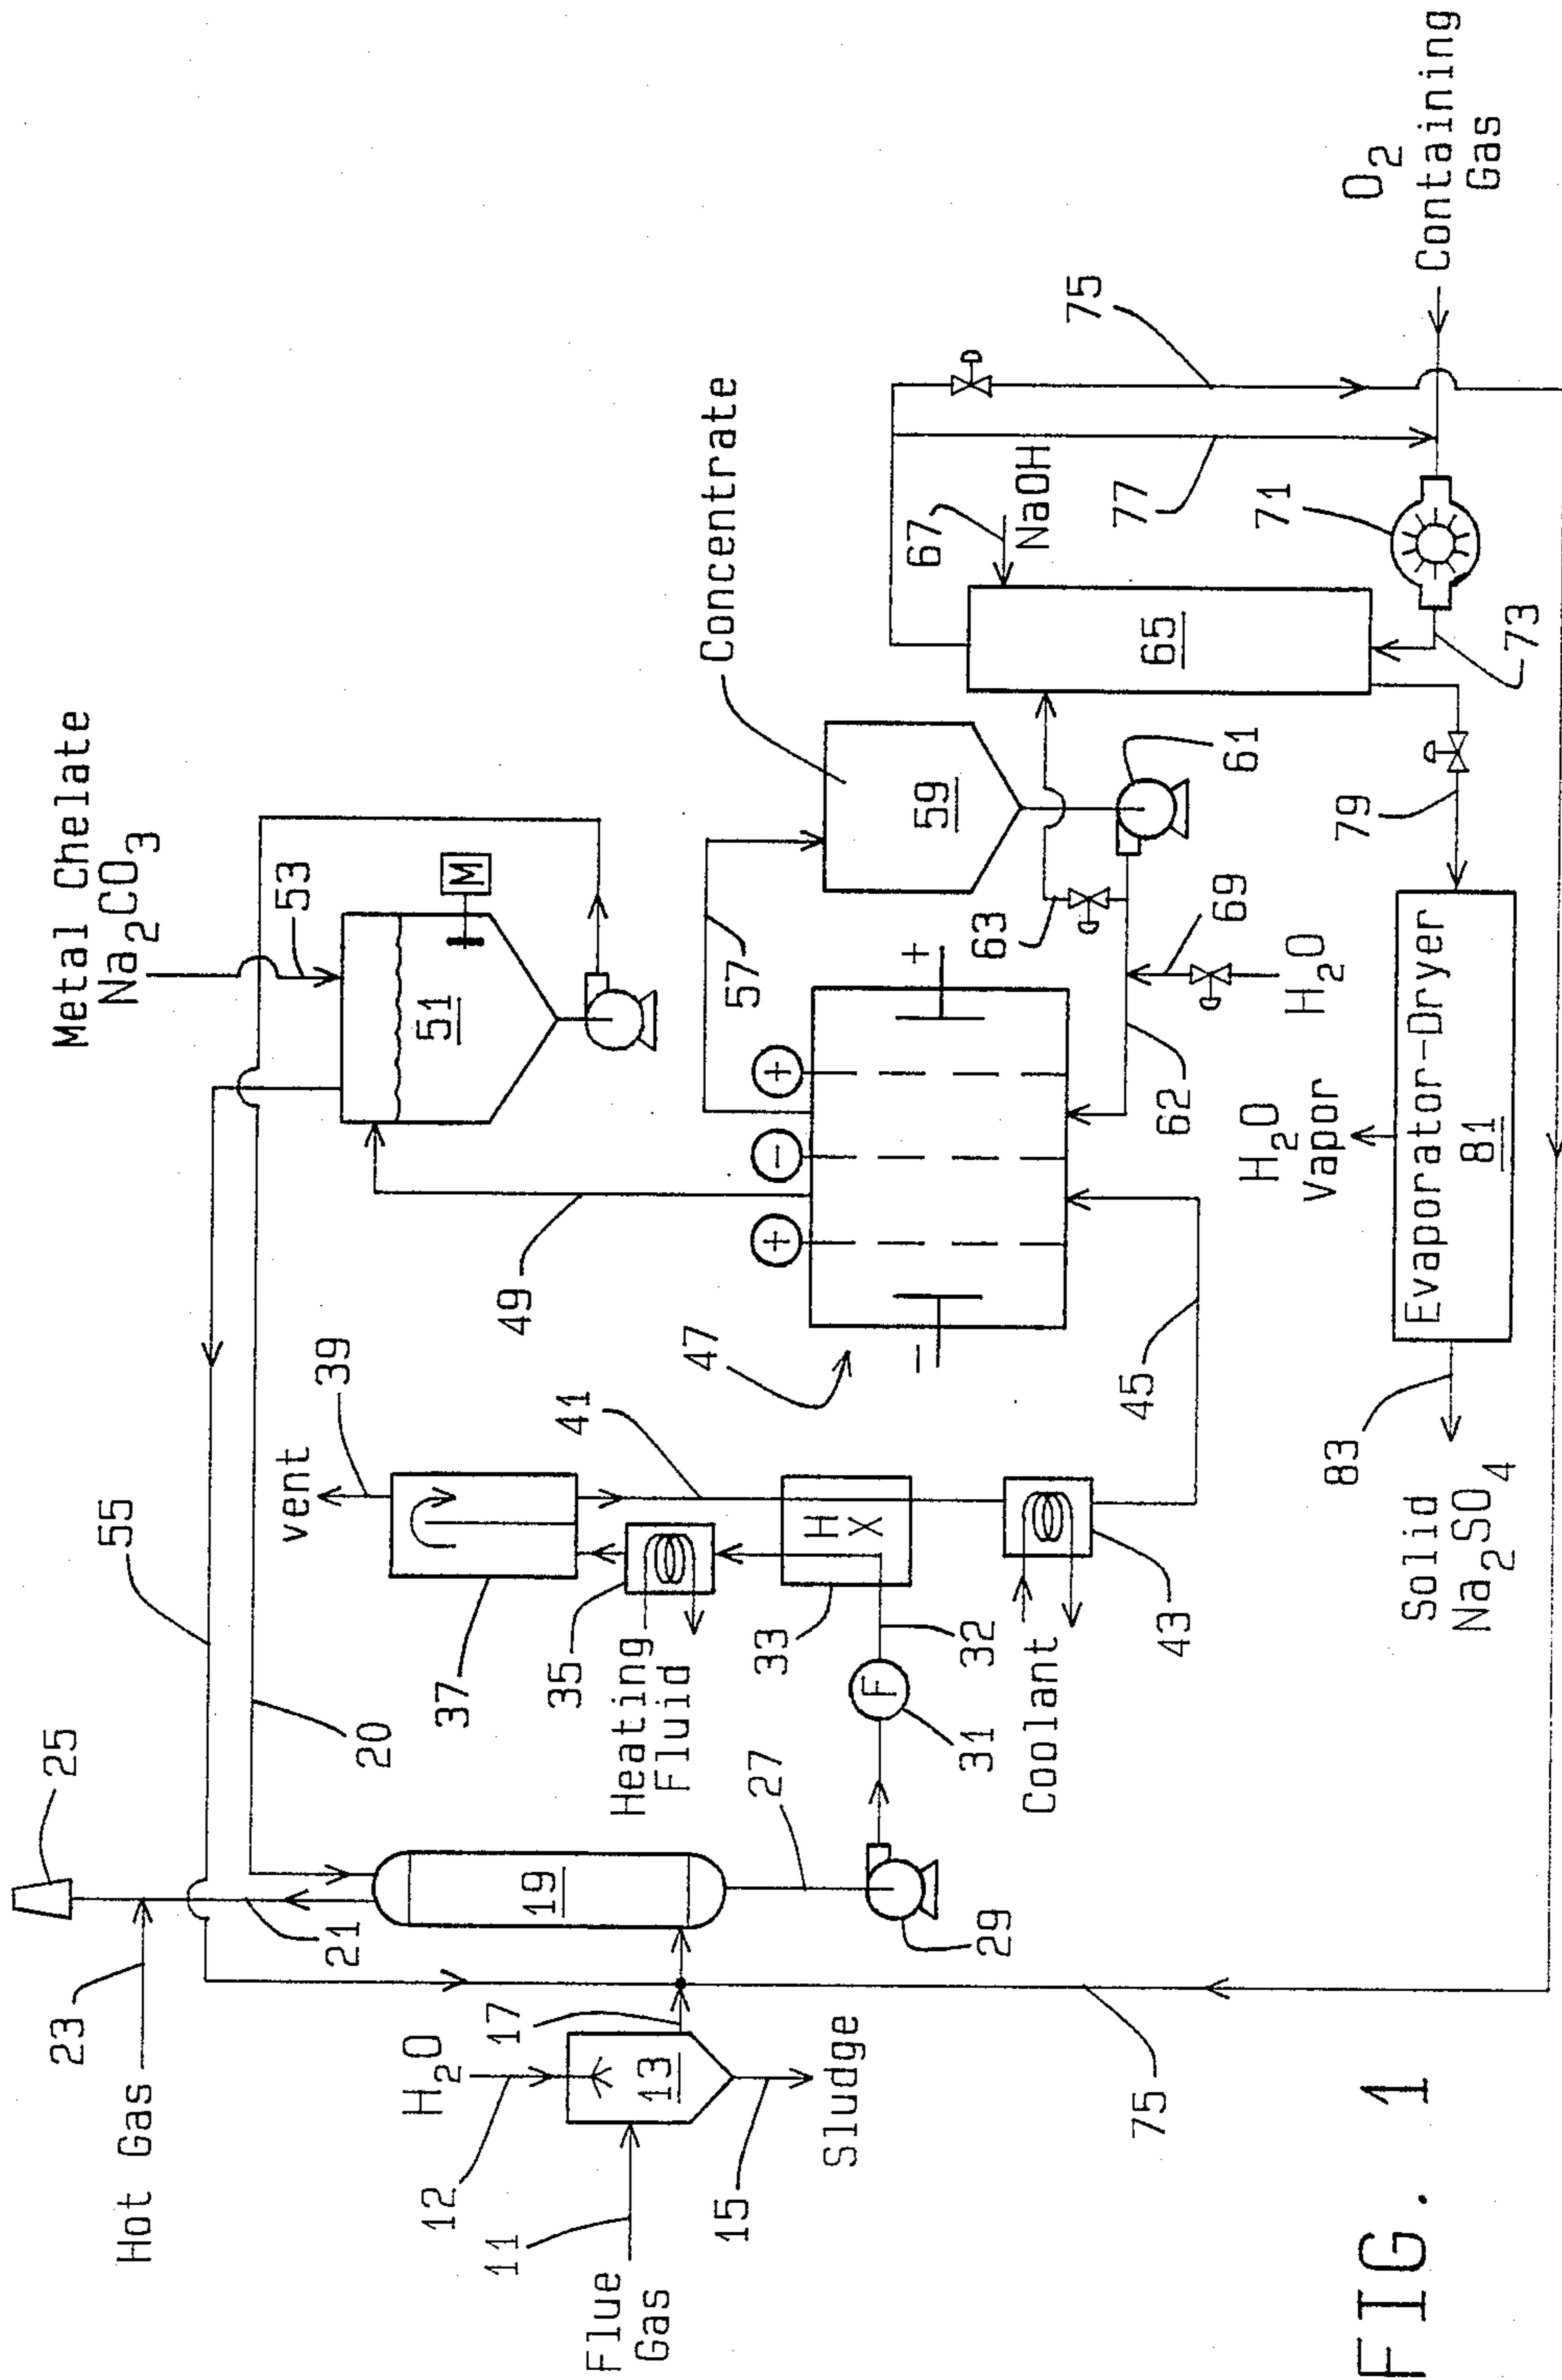 Hot Gas
23
25
21
55
20
Flue
Gas
11
12
H2O
13
17
15
Sludge
19
27
29
31
F
32
33
H
X
35
Heating
Fluid
37
vent
39
41
43
Coolant
45
47
49
Metal Chelate
Na2CO3
53
51
M
57
+
−
+
−
+
Concentrate
59
61
62
63
69
H2O
65
67
NaOH
71
73
75
77
O2
Containing
Gas
79
Evaporator-Dryer
81
H2O
Vapor
83
Solid
Na2SO4
75
FIG. 1